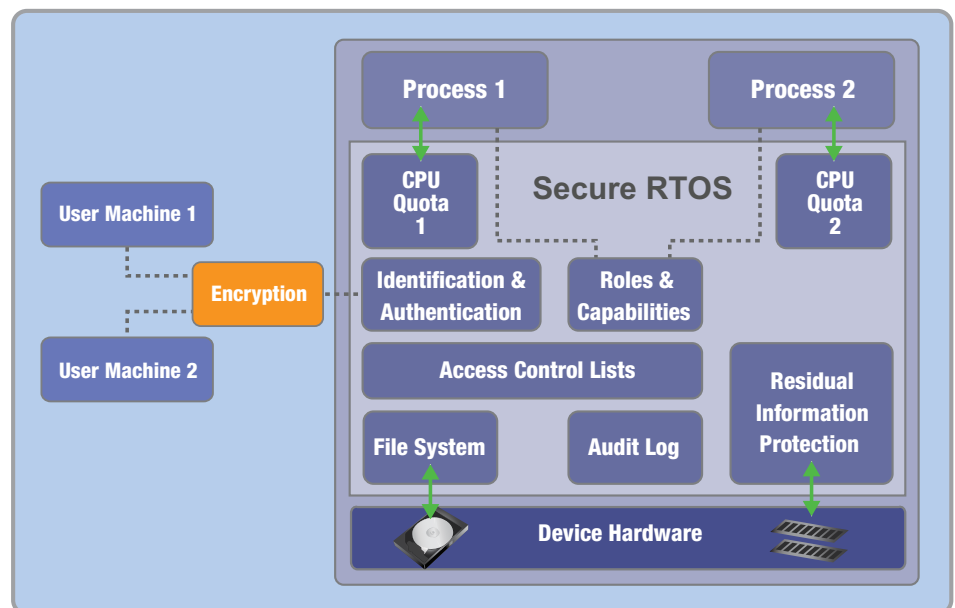 Process 1
Process 2
CPU
Quota
1
Secure RTOS
CPU
Quota
2
User Machine 1
Encryption
User Machine 2
Identification &
Authentication
Roles &
Capabilities
Access Control Lists
Residual
Information
Protection
File System
Audit Log
Device Hardware